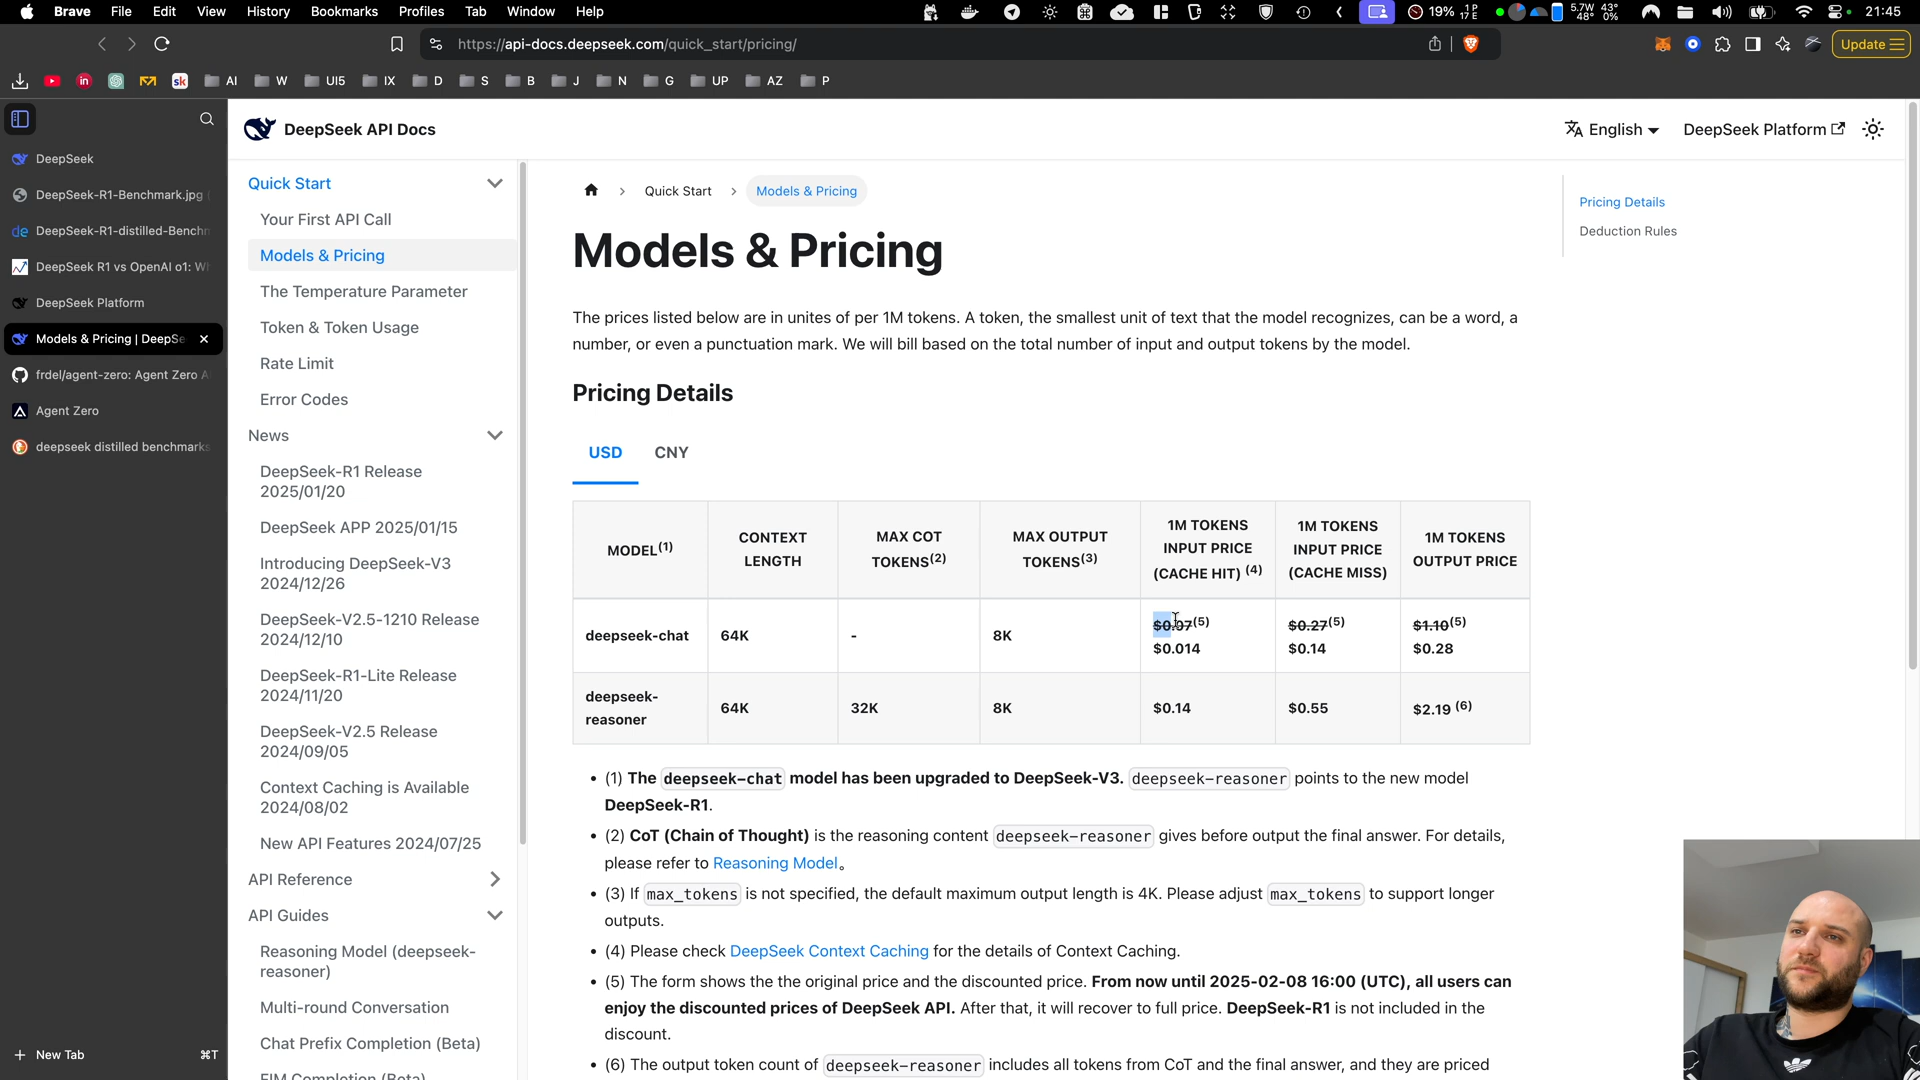 Brave File Edit View History Bookmarks Profiles Tab Window Help
19% 1P 17E 5.7W 43° 48° 0% 21:45
https://api-docs.deepseek.com/quick_start/pricing/ Update
in sk AI W UI5 IX D S B J N G UP AZ P
DeepSeek
DeepSeek-R1-Benchmark.jpg
de DeepSeek-R1-distilled-Benchm
DeepSeek R1 vs OpenAI o1: Wh
DeepSeek Platform
Models & Pricing | DeepSe
frdel/agent-zero: Agent Zero A
Agent Zero
deepseek distilled benchmarks
New Tab ⌘T
DeepSeek API Docs
English
DeepSeek Platform
Quick Start
Your First API Call
Models & Pricing
The Temperature Parameter
Token & Token Usage
Rate Limit
Error Codes
News
DeepSeek-R1 Release
2025/01/20
DeepSeek APP 2025/01/15
Introducing DeepSeek-V3
2024/12/26
DeepSeek-V2.5-1210 Release
2024/12/10
DeepSeek-R1-Lite Release
2024/11/20
DeepSeek-V2.5 Release
2024/09/05
Context Caching is Available
2024/08/02
New API Features 2024/07/25
API Reference
API Guides
Reasoning Model (deepseek-
reasoner)
Multi-round Conversation
Chat Prefix Completion (Beta)
FIM Completion (Beta)
Quick Start
Models & Pricing
Models & Pricing
The prices listed below are in unites of per 1M tokens. A token, the smallest unit of text that the model recognizes, can be a word, a
number, or even a punctuation mark. We will bill based on the total number of input and output tokens by the model.
Pricing Details
USD CNY
MODEL(1)
CONTEXT
LENGTH
MAX COT
TOKENS(2)
MAX OUTPUT
TOKENS(3)
1M TOKENS
INPUT PRICE
(CACHE HIT) (4)
1M TOKENS
INPUT PRICE
(CACHE MISS)
1M TOKENS
OUTPUT PRICE
deepseek-chat
64K
-
8K
$0.07(5)
$0.014
$0.27(5)
$0.14
$1.10(5)
$0.28
deepseek-
reasoner
64K
32K
8K
$0.14
$0.55
$2.19 (6)
• (1) The deepseek-chat model has been upgraded to DeepSeek-V3. deepseek-reasoner points to the new model
DeepSeek-R1.
• (2) CoT (Chain of Thought) is the reasoning content deepseek-reasoner gives before output the final answer. For details,
please refer to Reasoning Model。
• (3) If max_tokens is not specified, the default maximum output length is 4K. Please adjust max_tokens to support longer
outputs.
• (4) Please check DeepSeek Context Caching for the details of Context Caching.
• (5) The form shows the the original price and the discounted price. From now until 2025-02-08 16:00 (UTC), all users can
enjoy the discounted prices of DeepSeek API. After that, it will recover to full price. DeepSeek-R1 is not included in the
discount.
• (6) The output token count of deepseek-reasoner includes all tokens from CoT and the final answer, and they are priced
Pricing Details
Deduction Rules